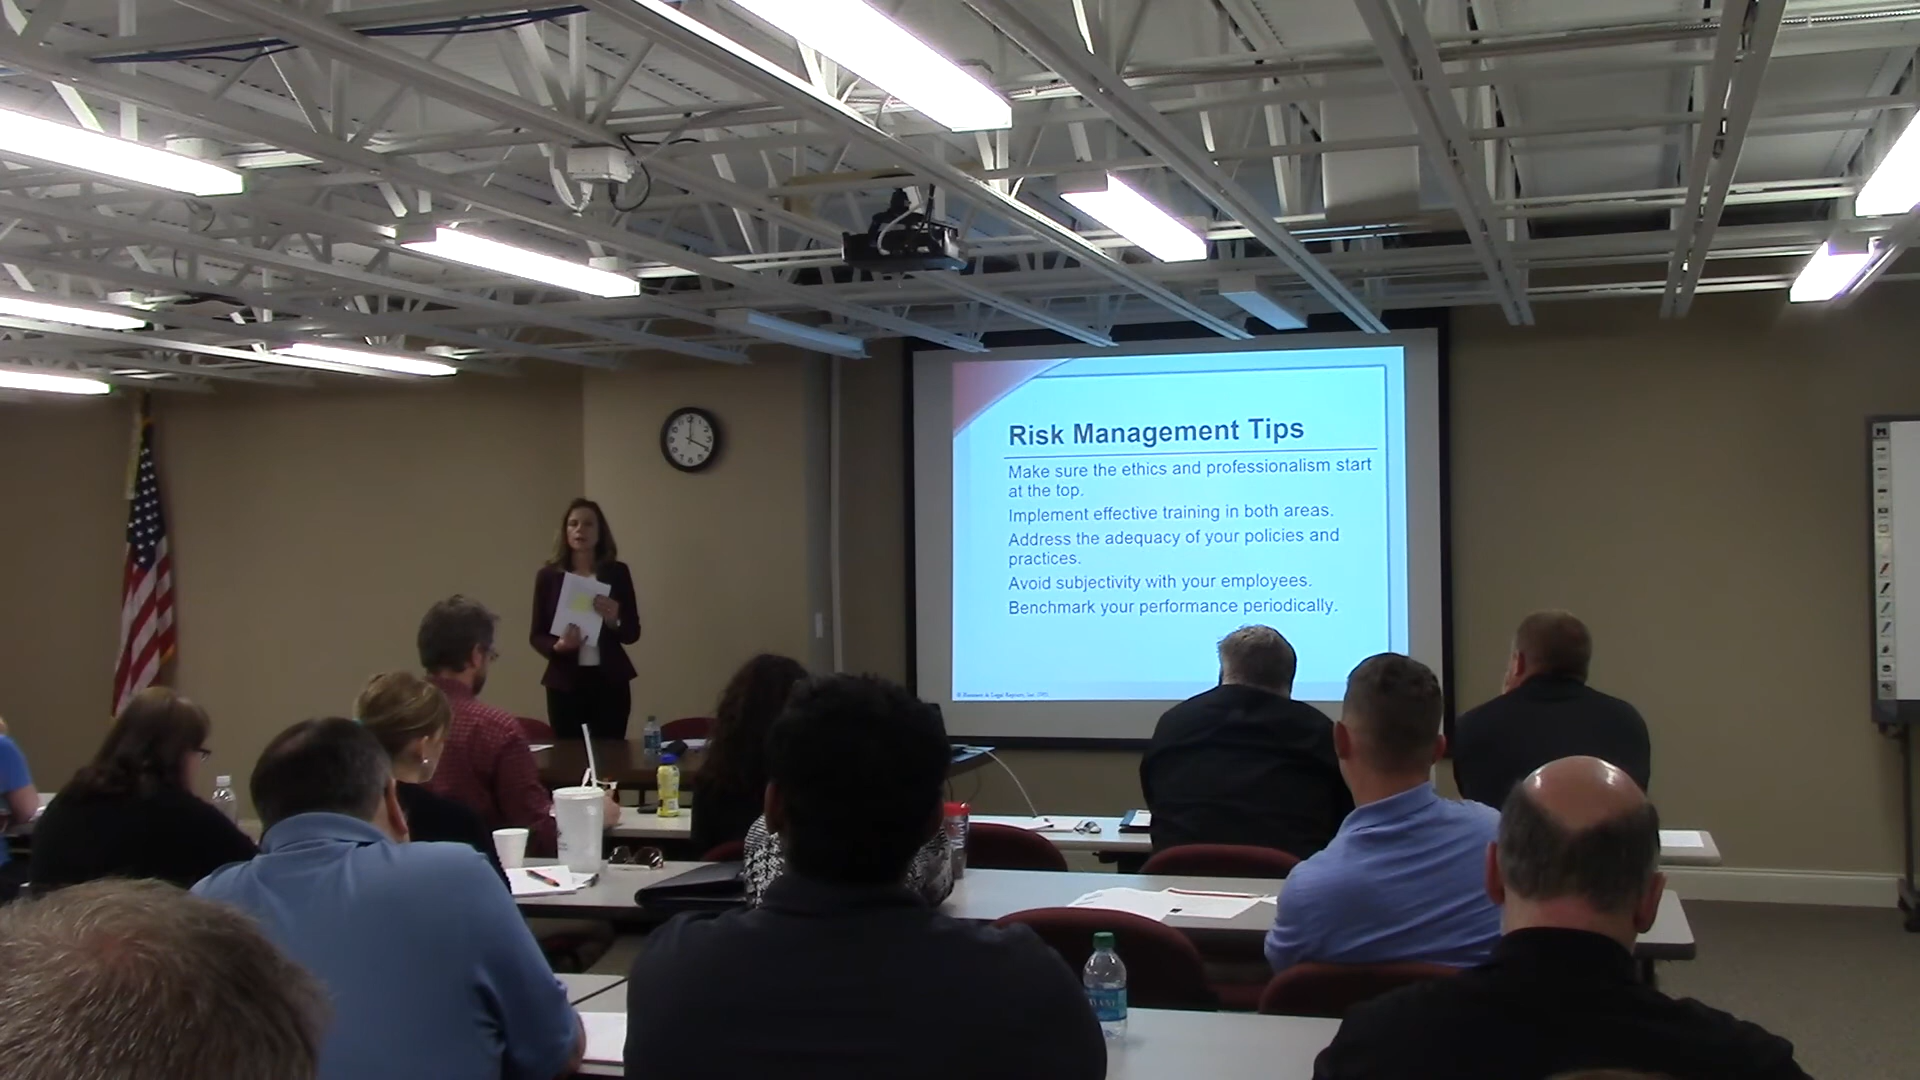 Risk Management Tips
Make sure the ethics and professionalism start
at the top.
Implement effective training in both areas.
Address the adequacy of your policies and
practices.
Avoid subjectivity with your employees.
Benchmark your performance periodically.